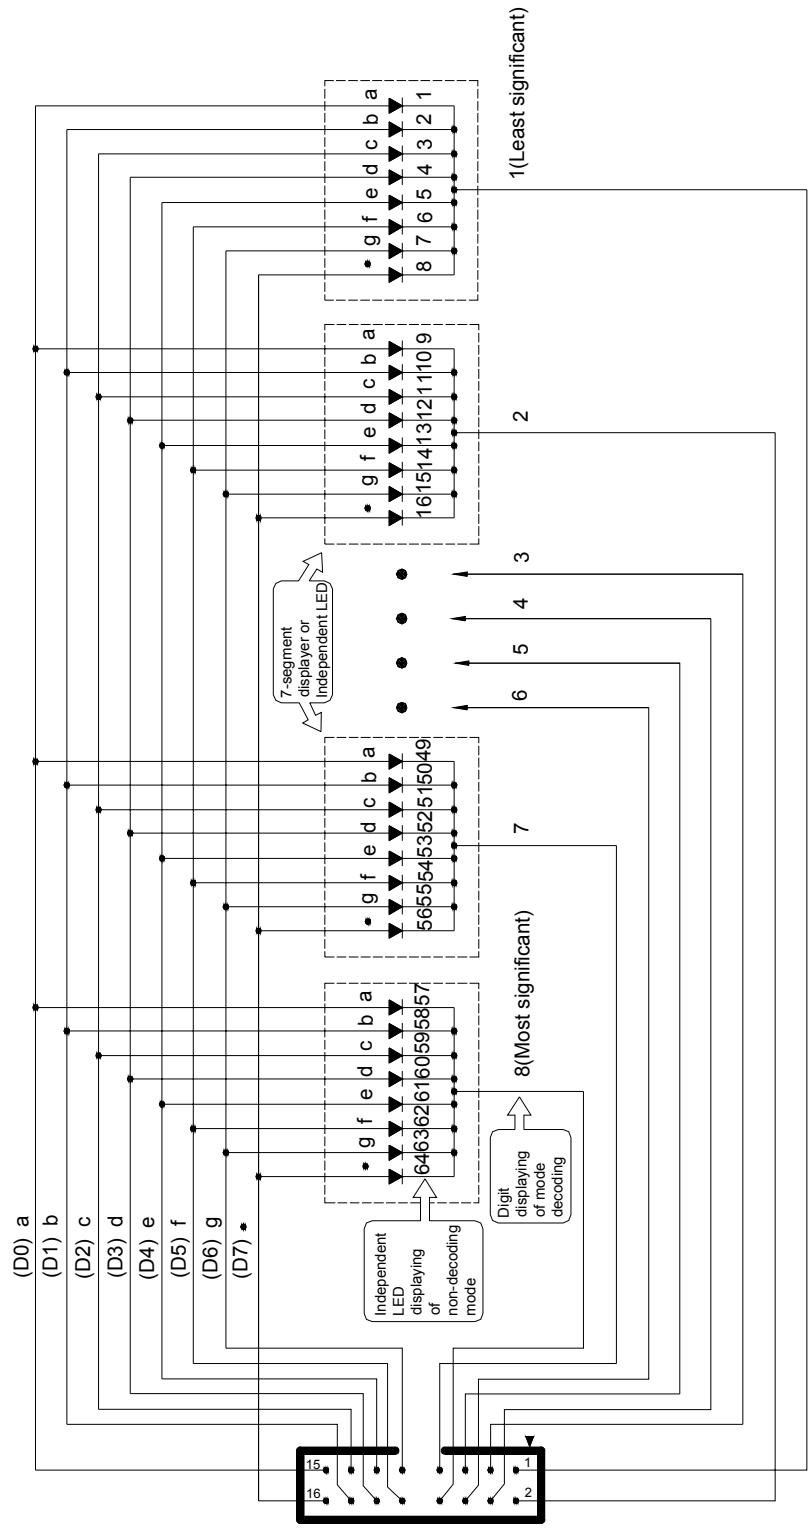 (D0) a
(D1) b
(D2) c
(D3) d
(D4) e
(D5) f
(D6) g
(D7) •
• g f e d c b a
64 63 62 61 60 59 58 57
8(Most significant)
• g f e d c b a
56 55 54 53 52 51 50 49
7
6
5
4
3
• g f e d c b a
16 15 14 13 12 11 10 9
2
• g f e d c b a
8 7 6 5 4 3 2 1
1(Least significant)
7-segment
displayer or
Independent LED
Independent
LED
displaying
of
non-decoding
mode
Digit
displaying
of mode
decoding
15
16
1
2